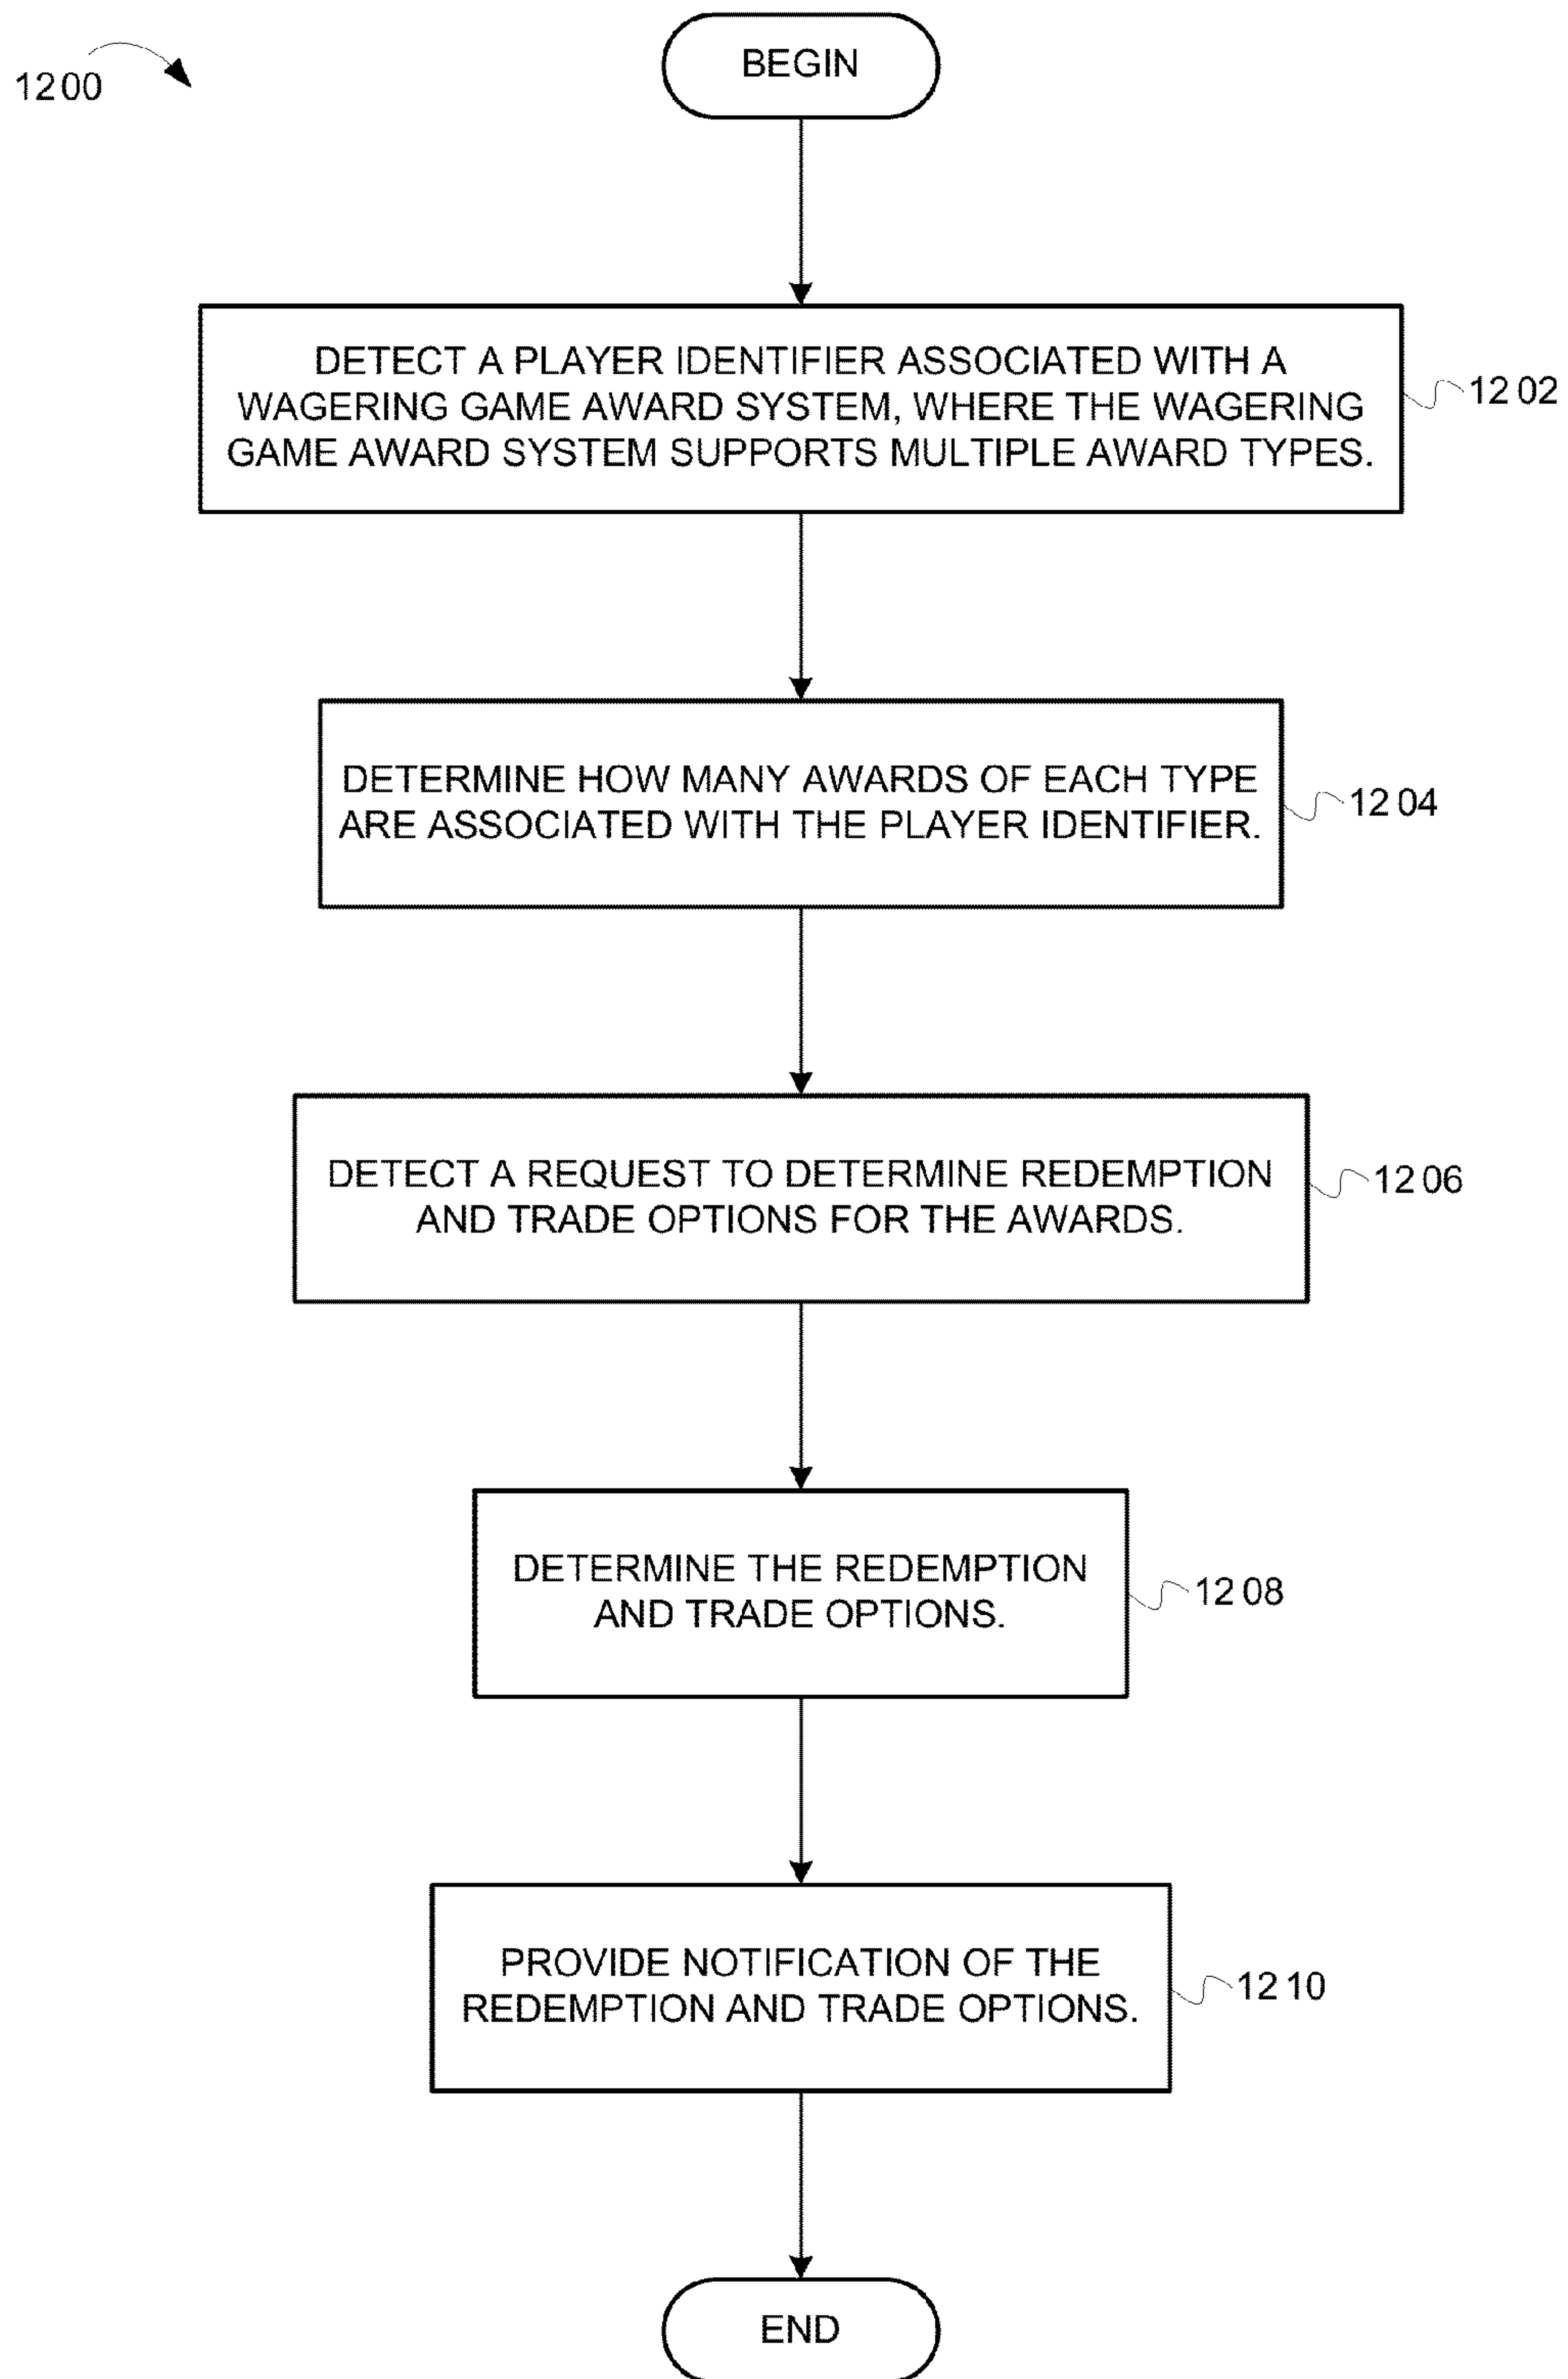 1200
BEGIN
DETECT A PLAYER IDENTIFIER ASSOCIATED WITH A
WAGERING GAME AWARD SYSTEM, WHERE THE WAGERING
GAME AWARD SYSTEM SUPPORTS MULTIPLE AWARD TYPES.
1202
DETERMINE HOW MANY AWARDS OF EACH TYPE
ARE ASSOCIATED WITH THE PLAYER IDENTIFIER.
1204
DETECT A REQUEST TO DETERMINE REDEMPTION
AND TRADE OPTIONS FOR THE AWARDS.
1206
DETERMINE THE REDEMPTION
AND TRADE OPTIONS.
1208
PROVIDE NOTIFICATION OF THE
REDEMPTION AND TRADE OPTIONS.
1210
END